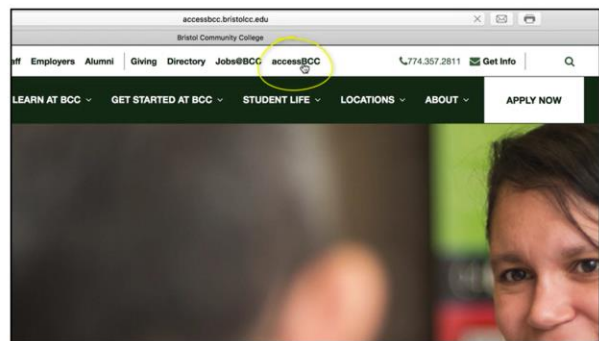 accessbcc.bristolcc.edu
Bristol Community College
Employers Alumni Giving Directory Jobs@BCC accessBCC 774.357.2811 Get Info
LEARN AT BCC GET STARTED AT BCC STUDENT LIFE LOCATIONS ABOUT APPLY NOW